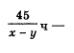 45/(x − y) ч —